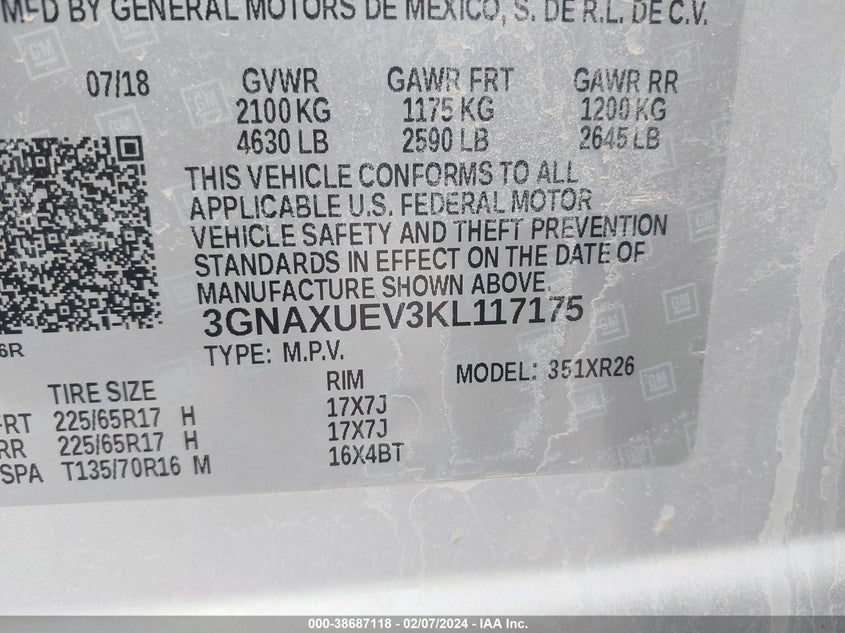 MFD BY GENERAL MOTORS DE MEXICO, S. DE R.L. DE C.V.
07/18 GVWR GAWR FRT GAWR RR
2100 KG 1175 KG 1200 KG
4630 LB 2590 LB 2645 LB
THIS VEHICLE CONFORMS TO ALL
APPLICABLE U.S. FEDERAL MOTOR
VEHICLE SAFETY AND THEFT PREVENTION
STANDARDS IN EFFECT ON THE DATE OF
MANUFACTURE SHOWN ABOVE.
3GNAXUEV3KL117175
6R
TYPE: M.P.V. MODEL: 351XR26
TIRE SIZE RIM
FRT 225/65R17 H 17X7J
RR 225/65R17 H 17X7J
SPA T135/70R16 M 16X4BT
000-38687118 - 02/07/2024 - IAA Inc.